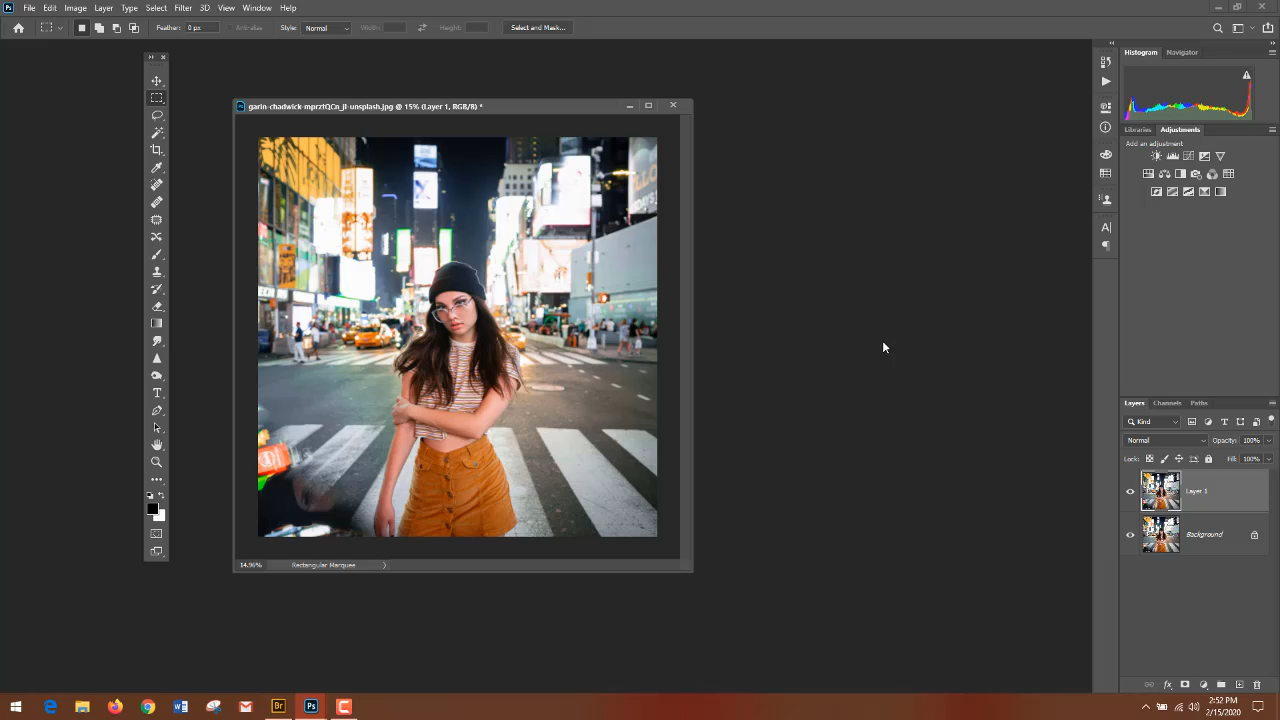 File Edit Image Layer Type Select Filter 3D View Window Help
Feather: 0 px Anti-alias Style: Normal Width: Height: Select and Mask...
Histogram Navigator
garin-chadwick-mprztQCn_jI-unsplash.jpg @ 15% (Layer 1, RGB/8) *
Libraries Adjustments
Add an adjustment
Layers Channels Paths
Kind
Normal Opacity: 100%
Lock: Fill: 100%
Layer 1
Background
14.96% Rectangular Marquee
Br Ps
2:52 PM
2/15/2020